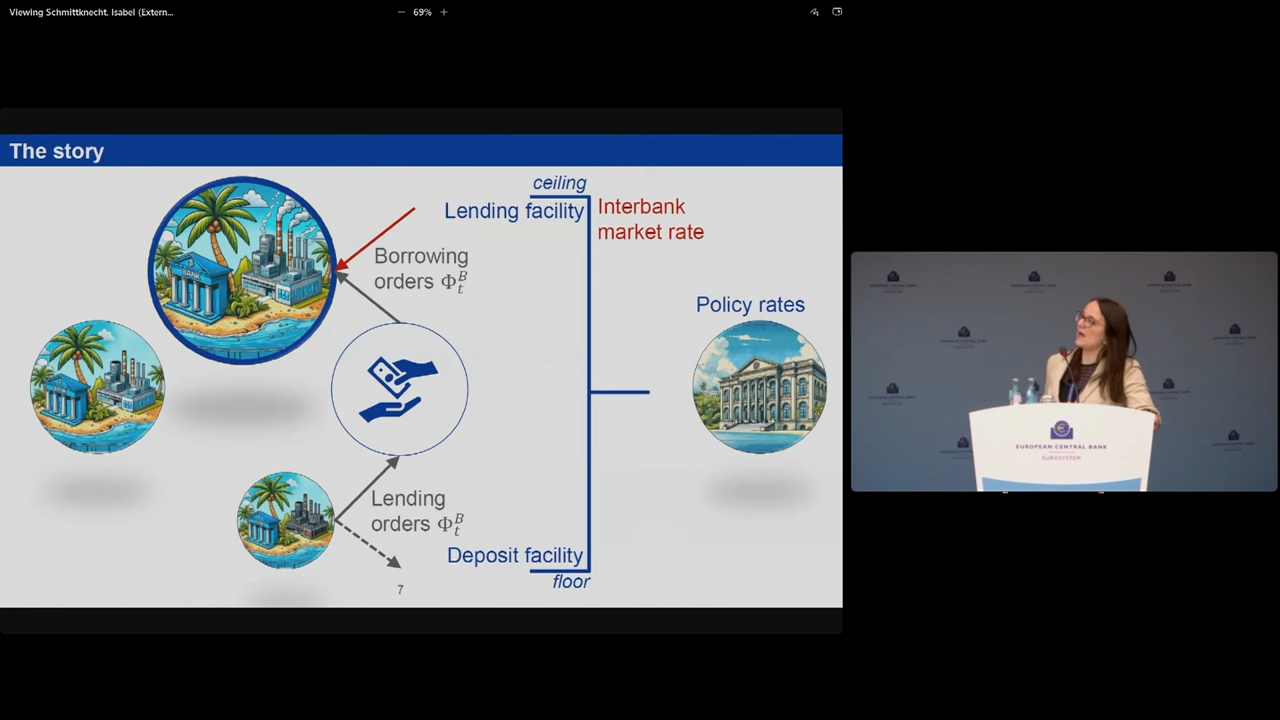 Viewing Schmittknecht, Isabel (Extern...
69%
The story
ceiling
Lending facility
Interbank
market rate
Borrowing
orders Φ_t^B
Policy rates
BANK
Lending
orders Φ_t^B
Deposit facility
floor
7
EUROPEAN CENTRAL BANK
EUROSYSTEM